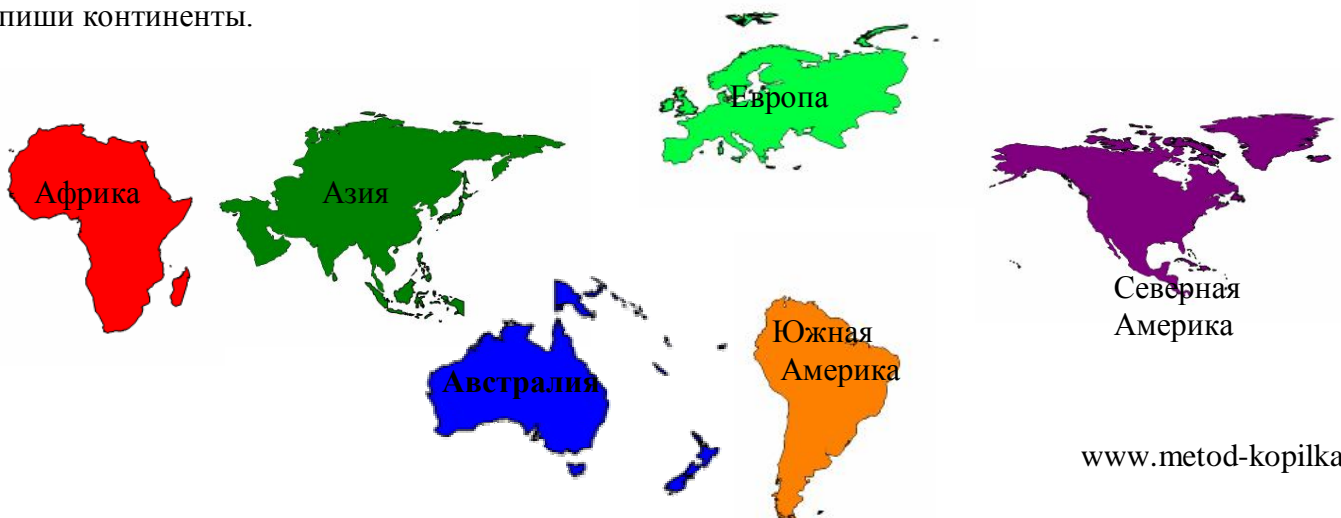 пиши континенты.
Европа
Африка
Азия
Северная
Америка
Южная
Америка
Австралия
www.metod-kopilka